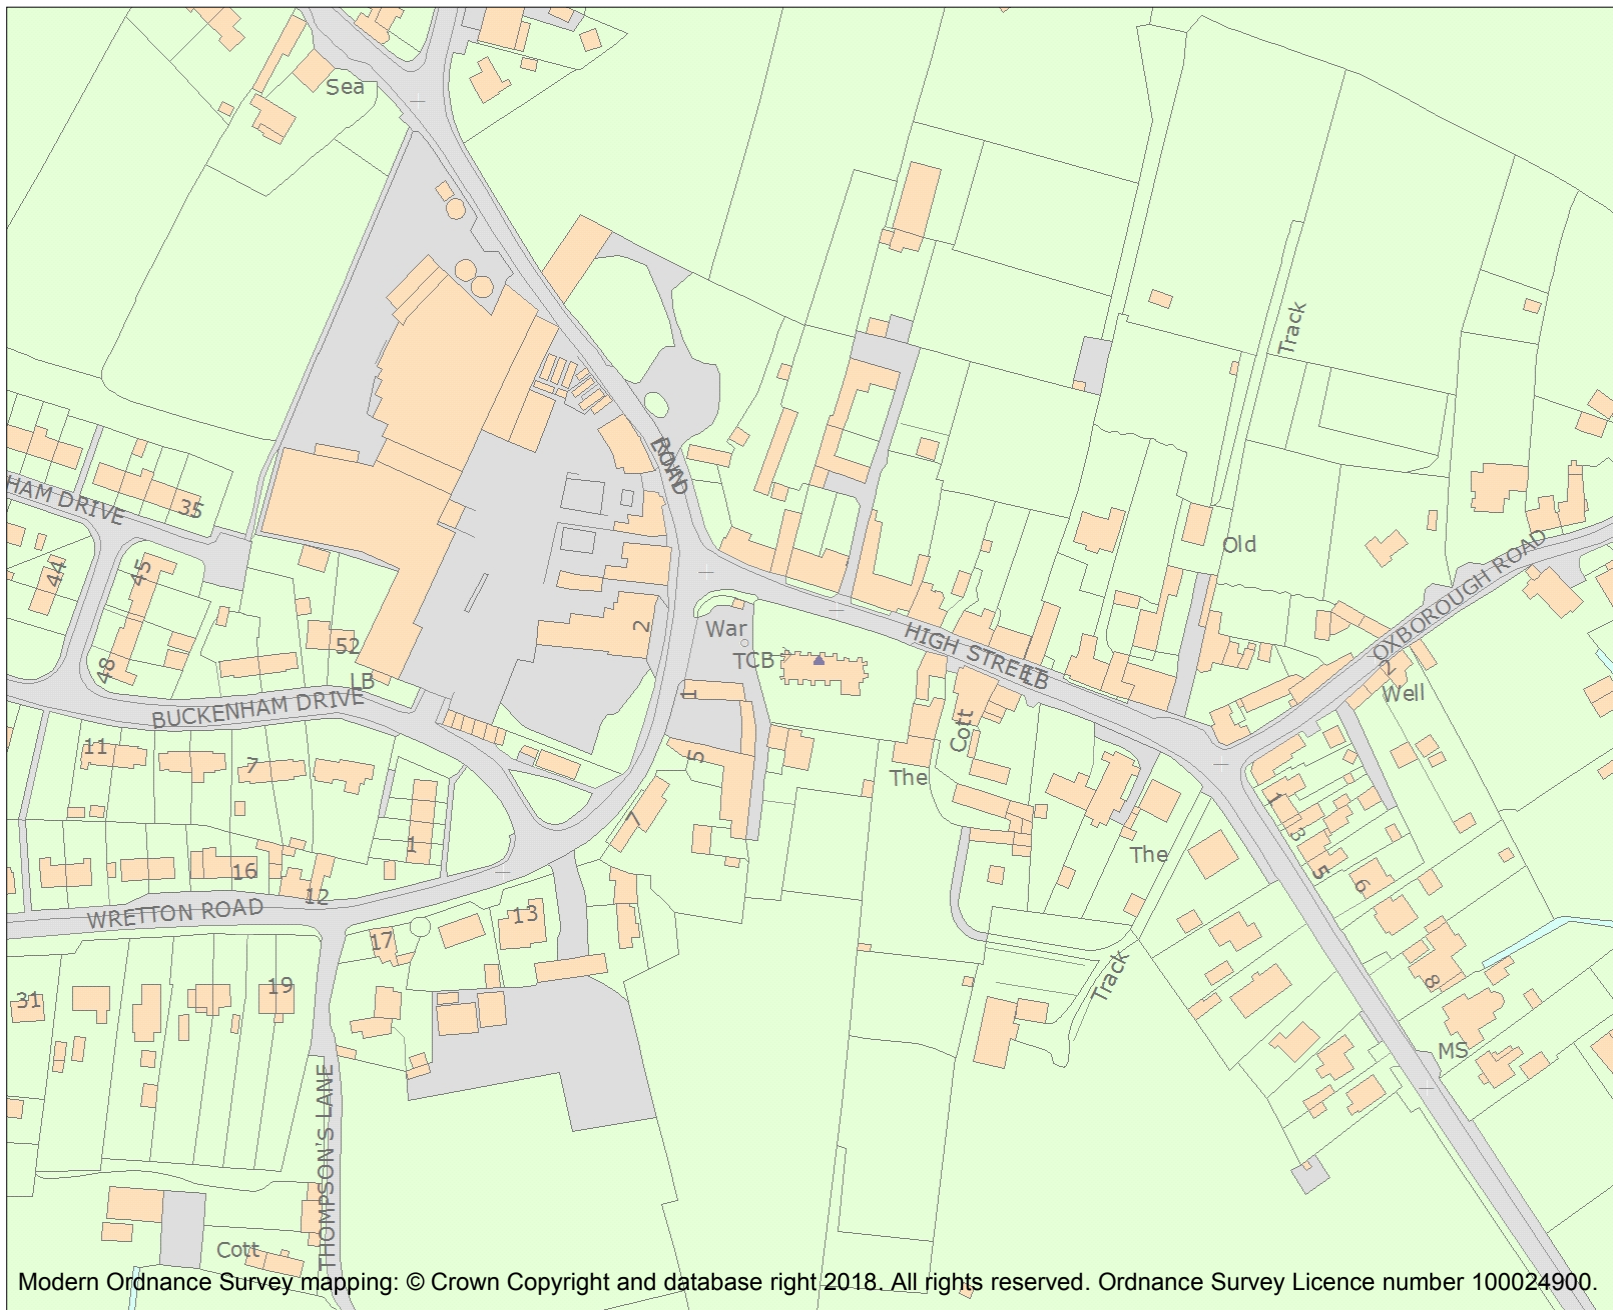 Sea
Track
ROAD
HAM DRIVE
35
Old
OXBOROUGH ROAD
44
45
War
2
HIGH STREET
LB
TCB
52
48
LB
2
Well
1
BUCKENHAM DRIVE
Cott
11
7
5
The
1
7
3
1
The
16
5
6
12
WRETTON ROAD
13
17
Track
8
31
19
MS
THOMPSON'S LANE
Cott
Modern Ordnance Survey mapping: © Crown Copyright and database right 2018. All rights reserved. Ordnance Survey Licence number 100024900.